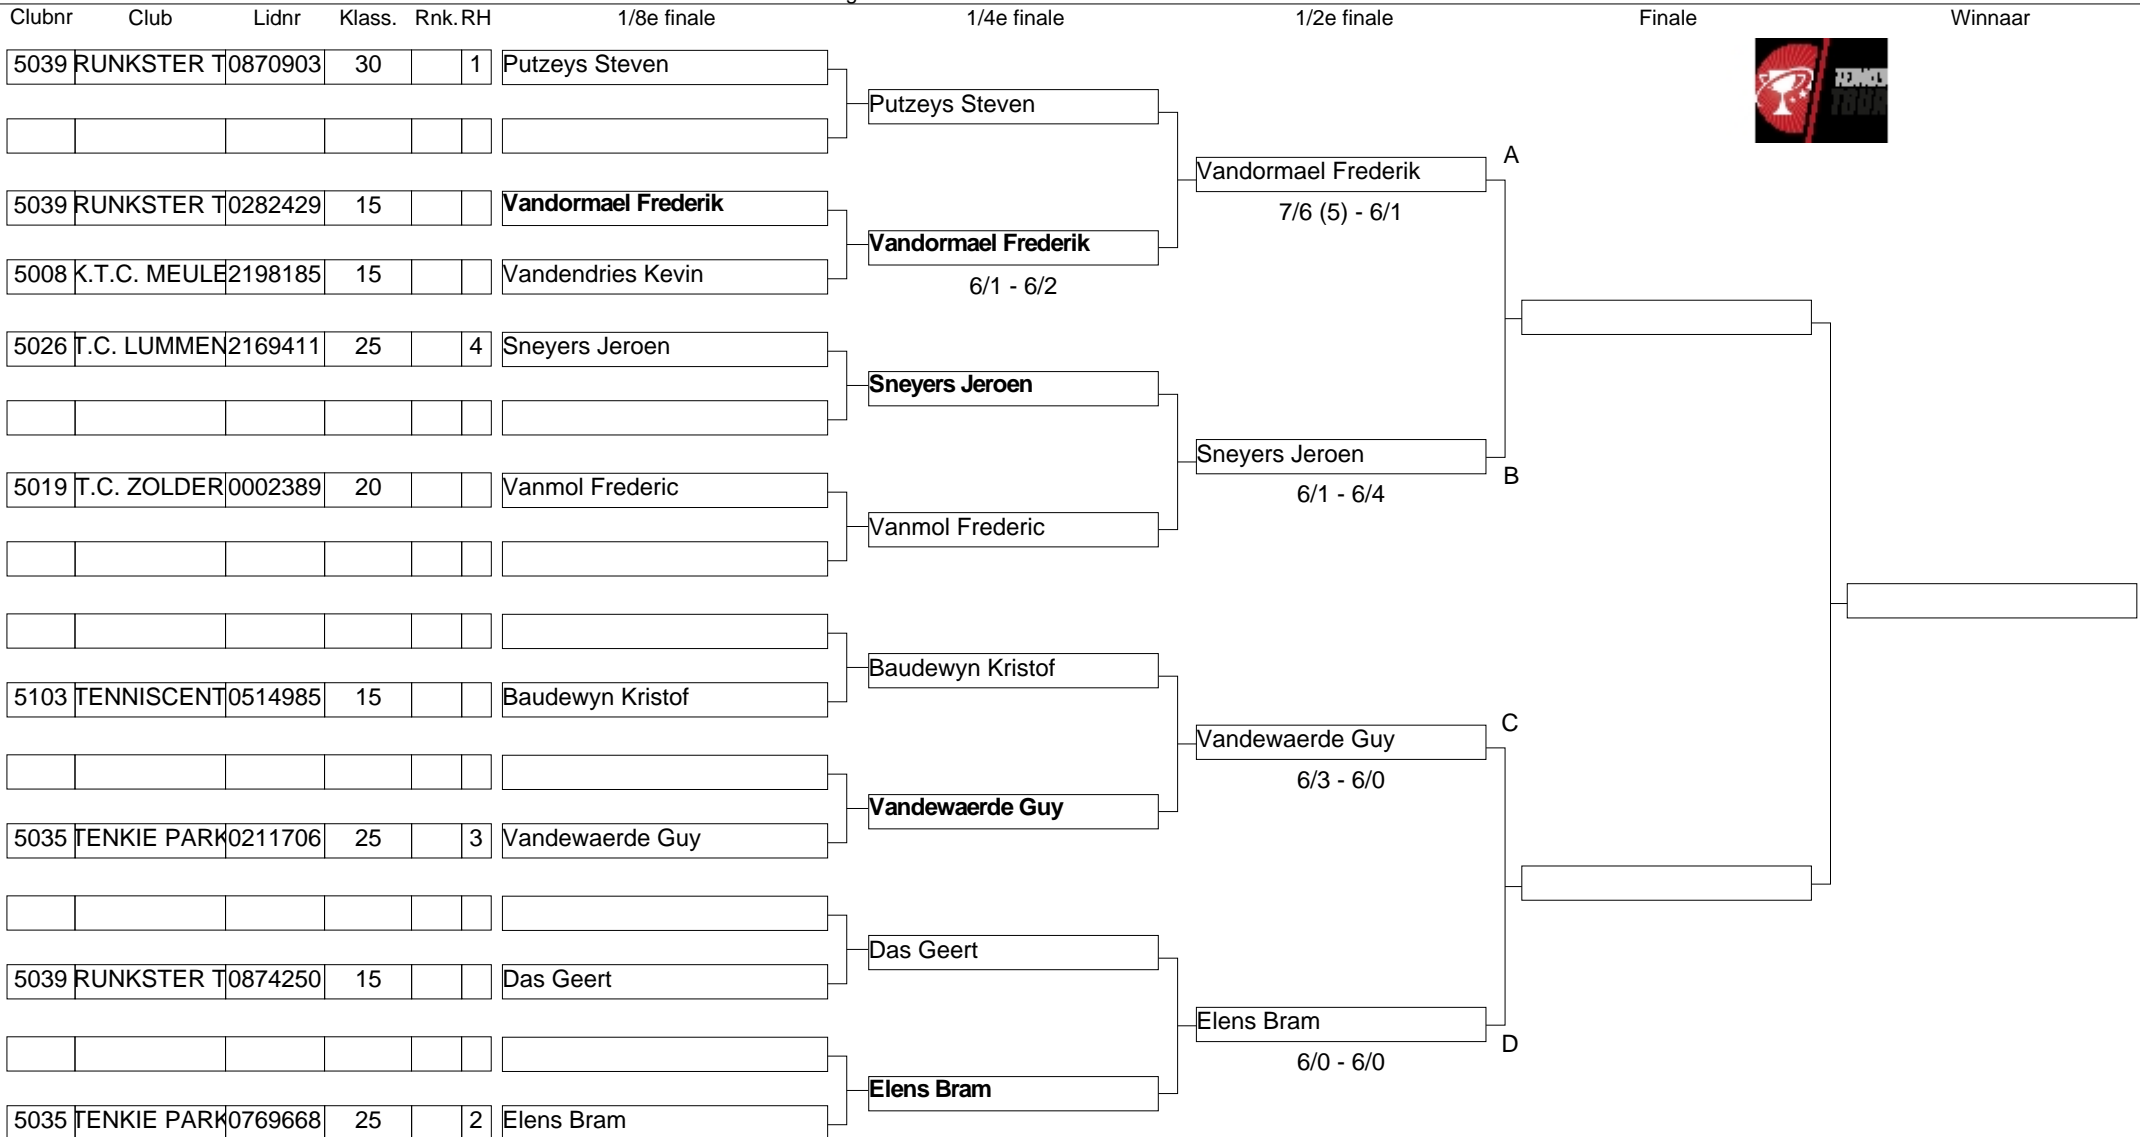 Clubnr Club Lidnr Klass. Rnk. RH 1/8e finale 1/4e finale 1/2e finale Finale Winnaar
5039 RUNKSTER T 0870903 30 1 Putzeys Steven
Putzeys Steven
A
Vandormael Frederik
5039 RUNKSTER T 0282429 15 Vandormael Frederik
7/6 (5) - 6/1
Vandormael Frederik
5008 K.T.C. MEULE 2198185 15 Vandendries Kevin
6/1 - 6/2
5026 T.C. LUMMEN 2169411 25 4 Sneyers Jeroen
Sneyers Jeroen
Sneyers Jeroen
B
5019 T.C. ZOLDER 0002389 20 Vanmol Frederic
6/1 - 6/4
Vanmol Frederic
Baudewyn Kristof
5103 TENNISCENT 0514985 15 Baudewyn Kristof
C
Vandewaerde Guy
6/3 - 6/0
Vandewaerde Guy
5035 TENKIE PARK 0211706 25 3 Vandewaerde Guy
Das Geert
5039 RUNKSTER T 0874250 15 Das Geert
Elens Bram
D
6/0 - 6/0
Elens Bram
5035 TENKIE PARK 0769668 25 2 Elens Bram